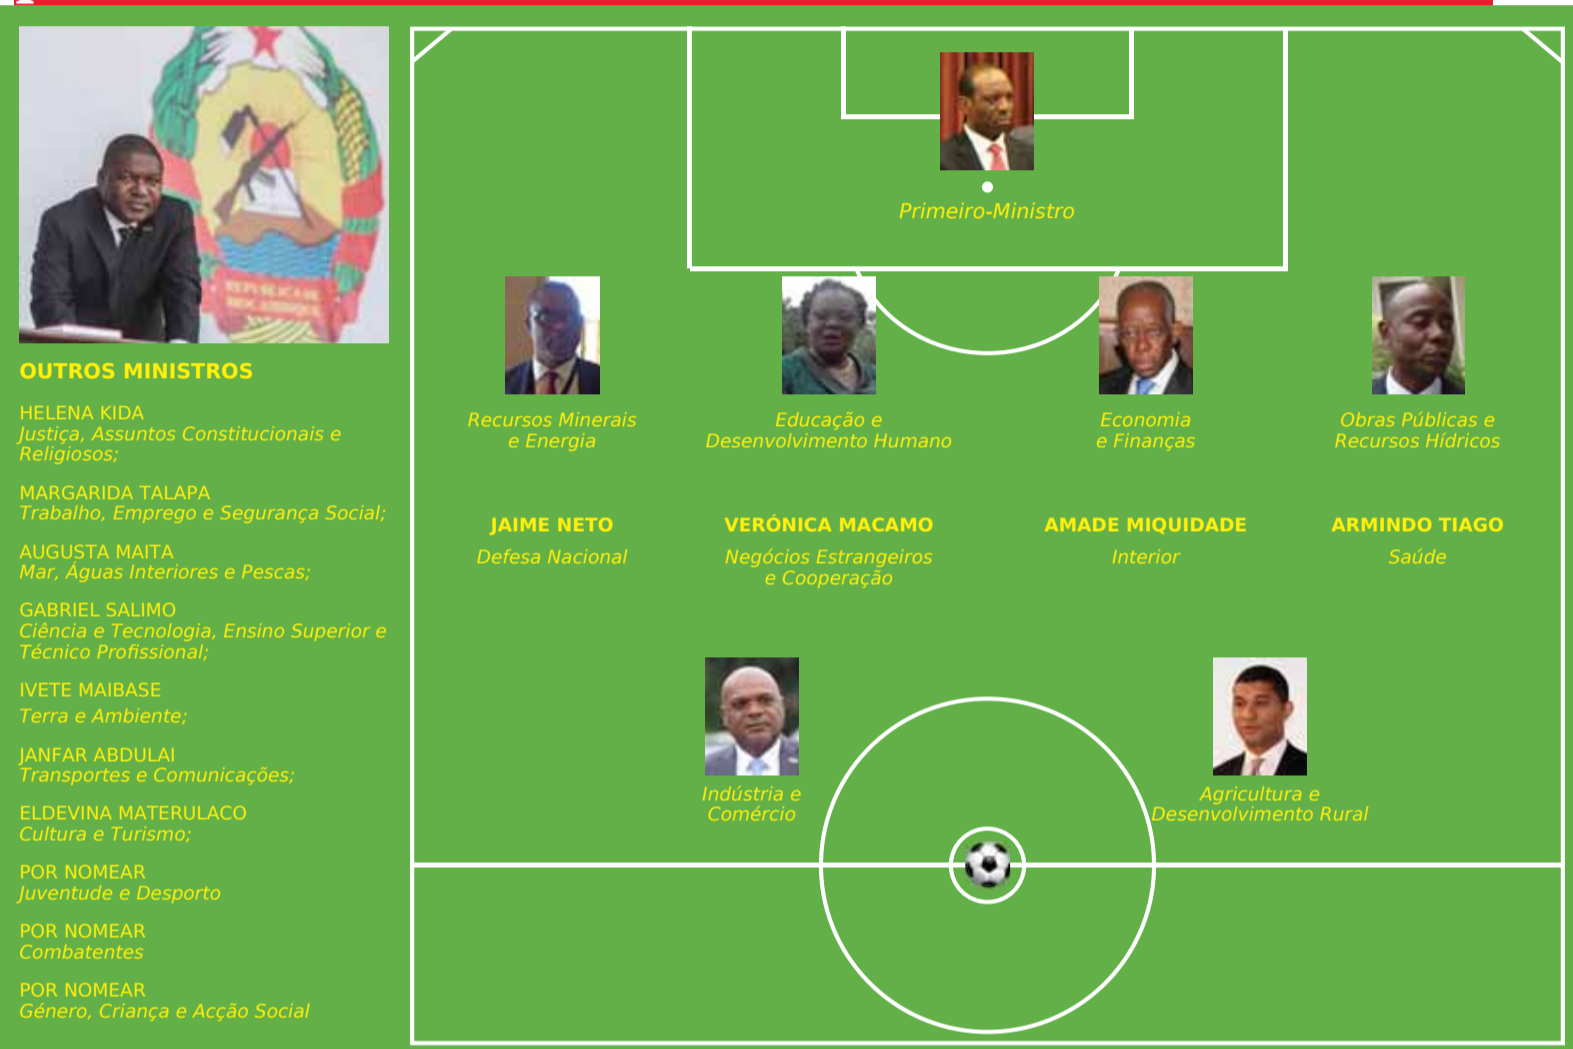 REPÚBLICA DE
MOÇAMBIQUE
OUTROS MINISTROS
HELENA KIDA
Justiça, Assuntos Constitucionais e
Religiosos;
MARGARIDA TALAPA
Trabalho, Emprego e Segurança Social;
AUGUSTA MAITA
Mar, Águas Interiores e Pescas;
GABRIEL SALIMO
Ciência e Tecnologia, Ensino Superior e
Técnico Profissional;
IVETE MAIBASE
Terra e Ambiente;
JANFAR ABDULAI
Transportes e Comunicações;
ELDEVINA MATERULACO
Cultura e Turismo;
POR NOMEAR
Juventude e Desporto
POR NOMEAR
Combatentes
POR NOMEAR
Género, Criança e Acção Social
Primeiro-Ministro
Recursos Minerais
e Energia
Educação e
Desenvolvimento Humano
Economia
e Finanças
Obras Públicas e
Recursos Hídricos
JAIME NETO
Defesa Nacional
VERÓNICA MACAMO
Negócios Estrangeiros
e Cooperação
AMADE MIQUIDADE
Interior
ARMINDO TIAGO
Saúde
Indústria e
Comércio
Agricultura e
Desenvolvimento Rural